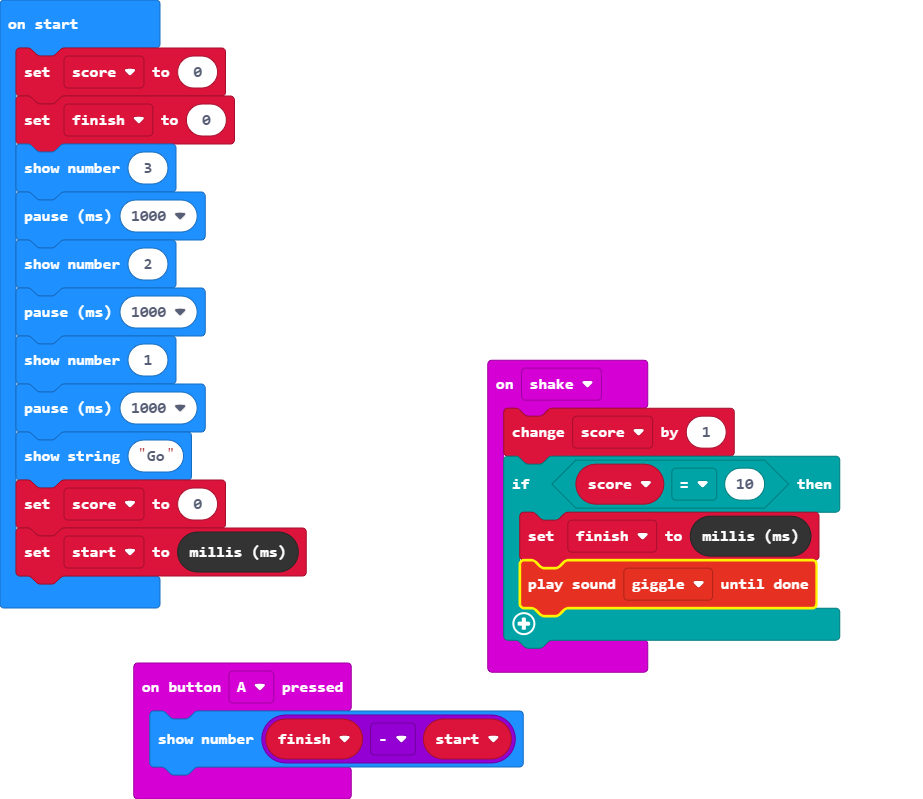 on start
set score to 0
set finish to 0
show number 3
pause (ms) 1000
show number 2
pause (ms) 1000
show number 1
pause (ms) 1000
show string "Go"
set score to 0
set start to millis (ms)
on shake
change score by 1
if score = 10 then
set finish to millis (ms)
play sound giggle until done
on button A pressed
show number finish - start